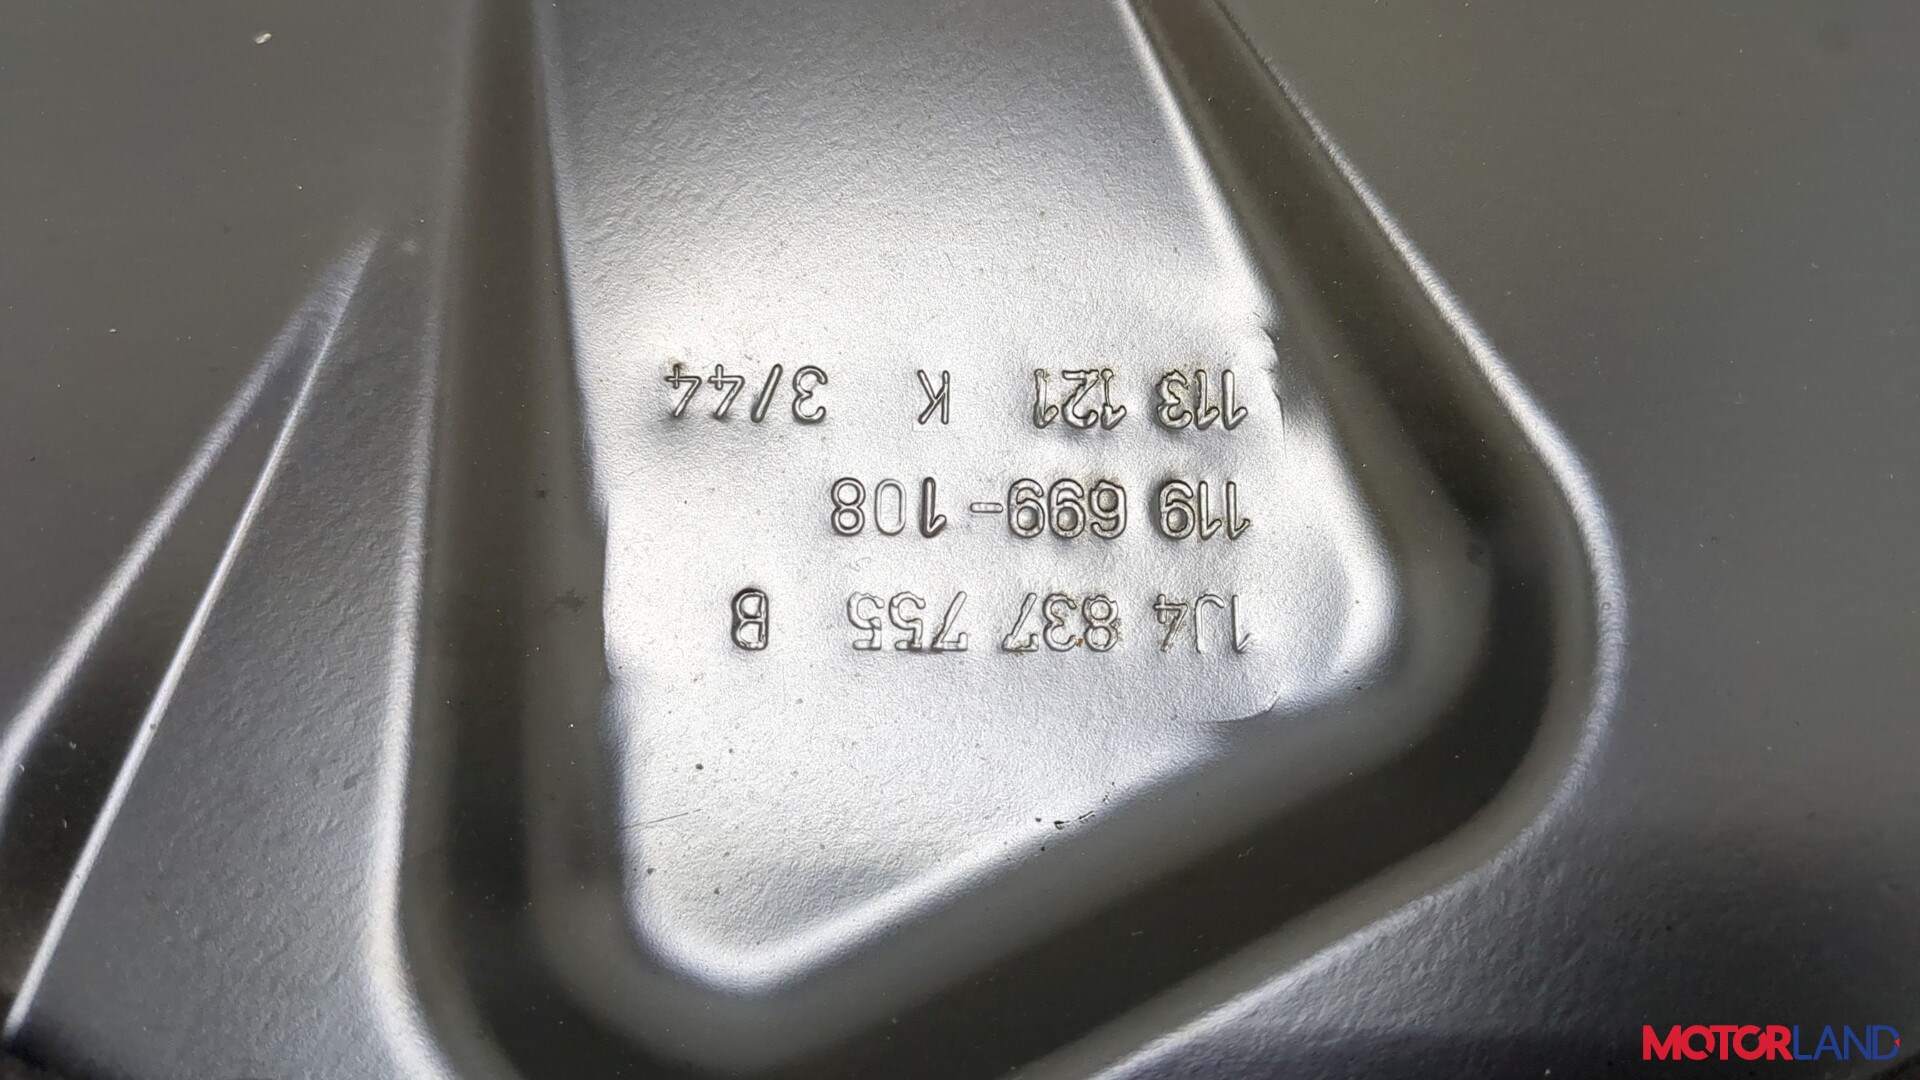 1J4 837 755 B
119 699-108
113 121 K 3/44
MOTORLAND